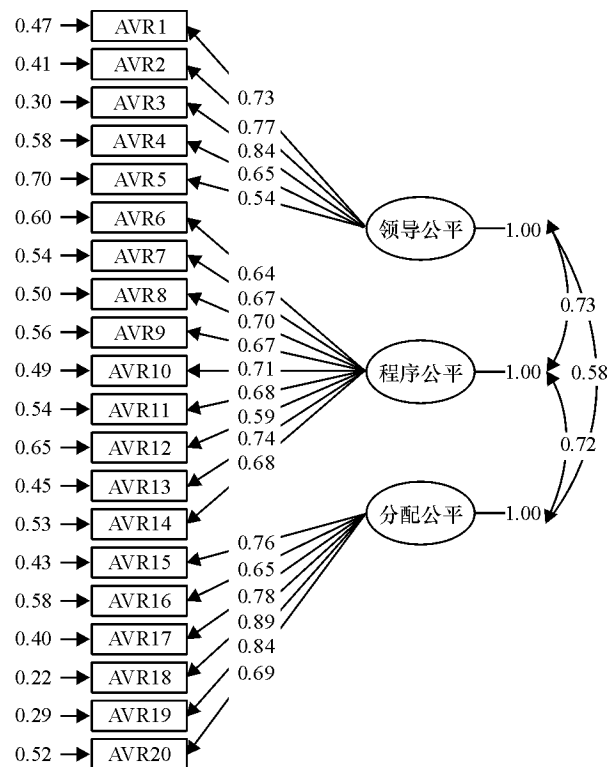 0.47 AVR1
0.41 AVR2
0.30 AVR3
0.58 AVR4
0.70 AVR5
0.60 AVR6
0.54 AVR7
0.50 AVR8
0.56 AVR9
0.49 AVR10
0.54 AVR11
0.65 AVR12
0.45 AVR13
0.53 AVR14
0.43 AVR15
0.58 AVR16
0.40 AVR17
0.22 AVR18
0.29 AVR19
0.52 AVR20
0.73
0.77
0.84
0.65
0.54
0.64
0.67
0.70
0.67
0.71
0.68
0.59
0.74
0.68
0.76
0.65
0.78
0.89
0.84
0.69
领导公平 1.00
程序公平 1.00
分配公平 1.00
0.73
0.58
0.72